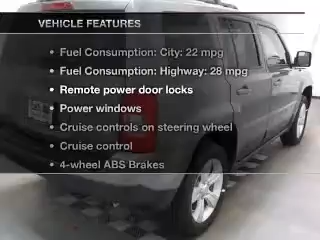 VEHICLE FEATURES
• Fuel Consumption: City: 22 mpg
• Fuel Consumption: Highway: 28 mpg
• Remote power door locks
• Power windows
• Cruise controls on steering wheel
• Cruise control
• 4-wheel ABS Brakes